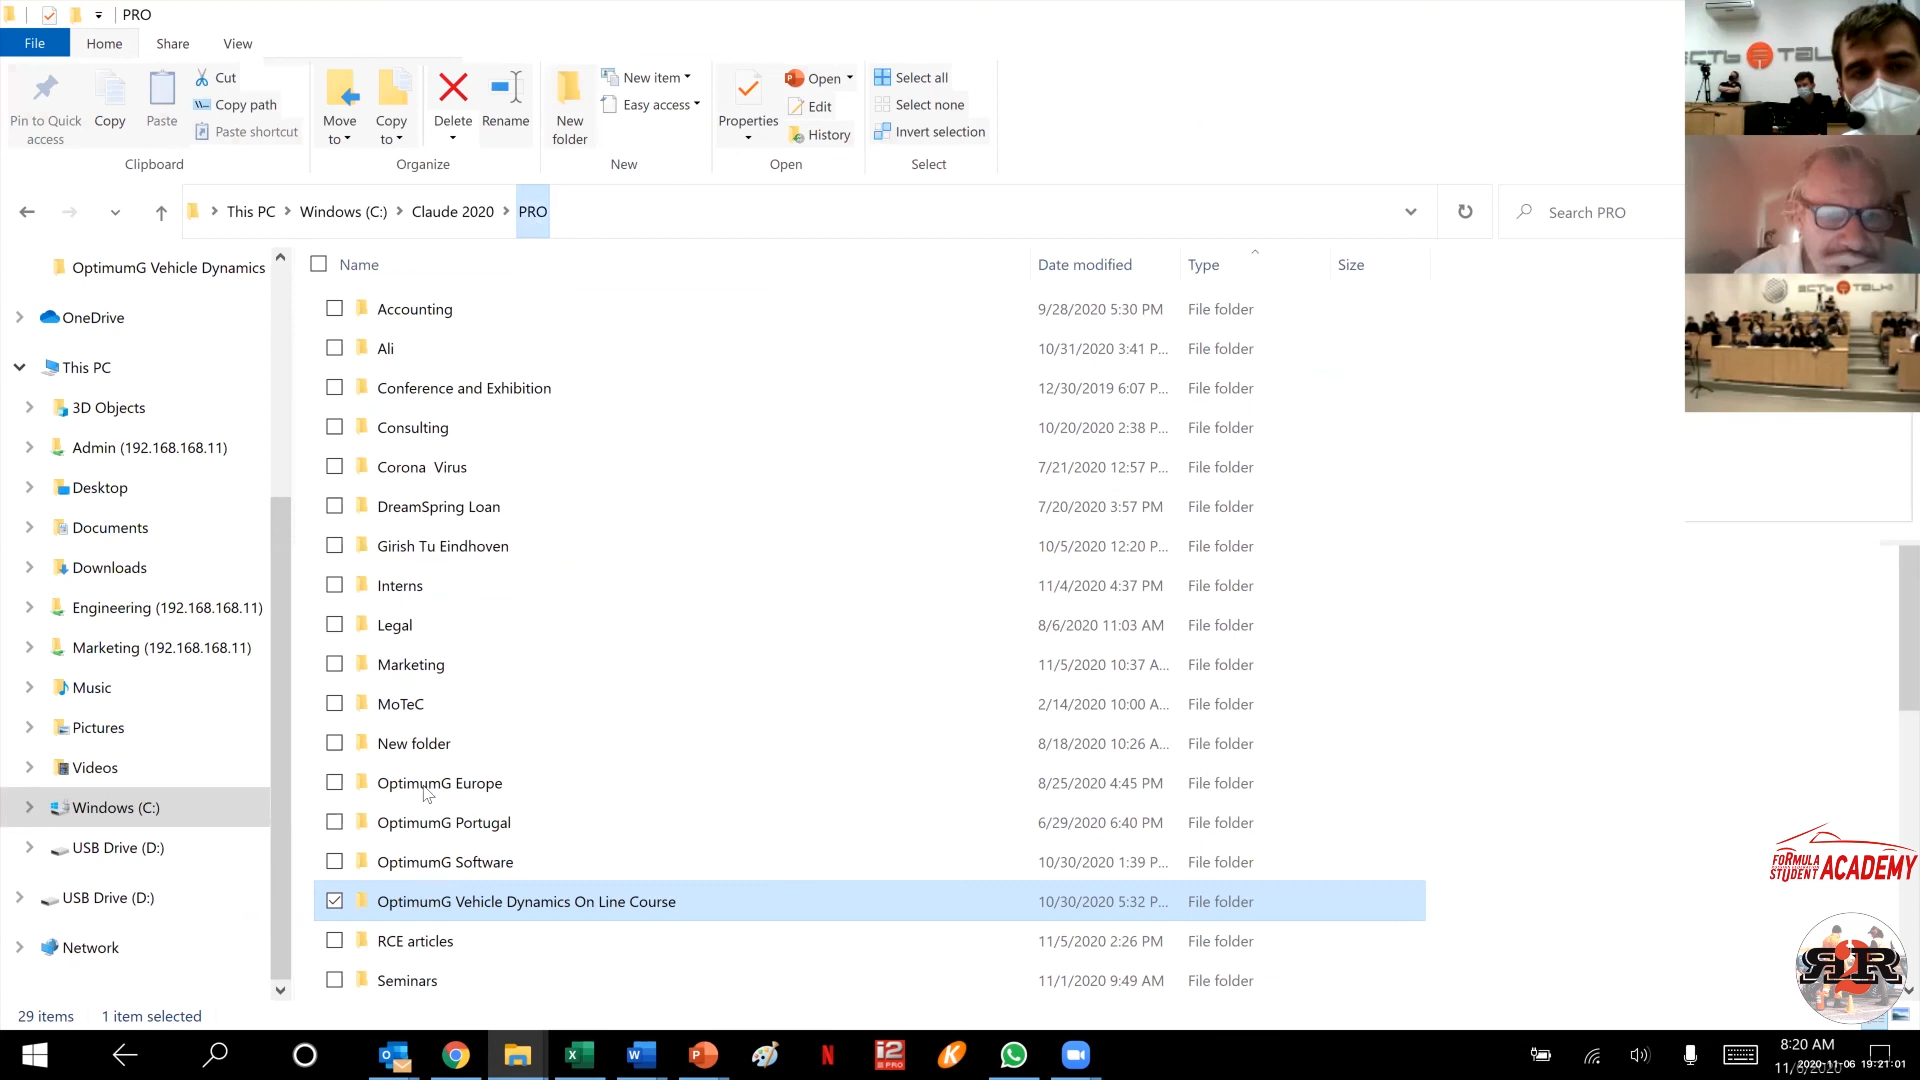 PRO
File Home Share View
Pin to Quick access
Copy
Paste
Cut
Copy path
Paste shortcut
Clipboard
Move to
Copy to
Delete
Rename
Organize
New folder
New item
Easy access
New
Properties
Open
Edit
History
Open
Select all
Select none
Invert selection
Select
This PC Windows (C:) Claude 2020 PRO
Search PRO
OptimumG Vehicle Dynamics
OneDrive
This PC
3D Objects
Admin (192.168.168.11)
Desktop
Documents
Downloads
Engineering (192.168.168.11)
Marketing (192.168.168.11)
Music
Pictures
Videos
Windows (C:)
USB Drive (D:)
USB Drive (D:)
Network
Name Date modified Type Size
Accounting 9/28/2020 5:30 PM File folder
Ali 10/31/2020 3:41 P... File folder
Conference and Exhibition 12/30/2019 6:07 P... File folder
Consulting 10/20/2020 2:38 P... File folder
Corona  Virus 7/21/2020 12:57 P... File folder
DreamSpring Loan 7/20/2020 3:57 PM File folder
Girish Tu Eindhoven 10/5/2020 12:20 P... File folder
Interns 11/4/2020 4:37 PM File folder
Legal 8/6/2020 11:03 AM File folder
Marketing 11/5/2020 10:37 A... File folder
MoTeC 2/14/2020 10:00 A... File folder
New folder 8/18/2020 10:26 A... File folder
OptimumG Europe 8/25/2020 4:45 PM File folder
OptimumG Portugal 6/29/2020 6:40 PM File folder
OptimumG Software 10/30/2020 1:39 P... File folder
OptimumG Vehicle Dynamics On Line Course 10/30/2020 5:32 P... File folder
RCE articles 11/5/2020 2:26 PM File folder
Seminars 11/1/2020 9:49 AM File folder
29 items 1 item selected
есть TALK
есть TALK!
FORMULA STUDENT ACADEMY
i2 PRO
8:20 AM
2020-11-06 19:21:01